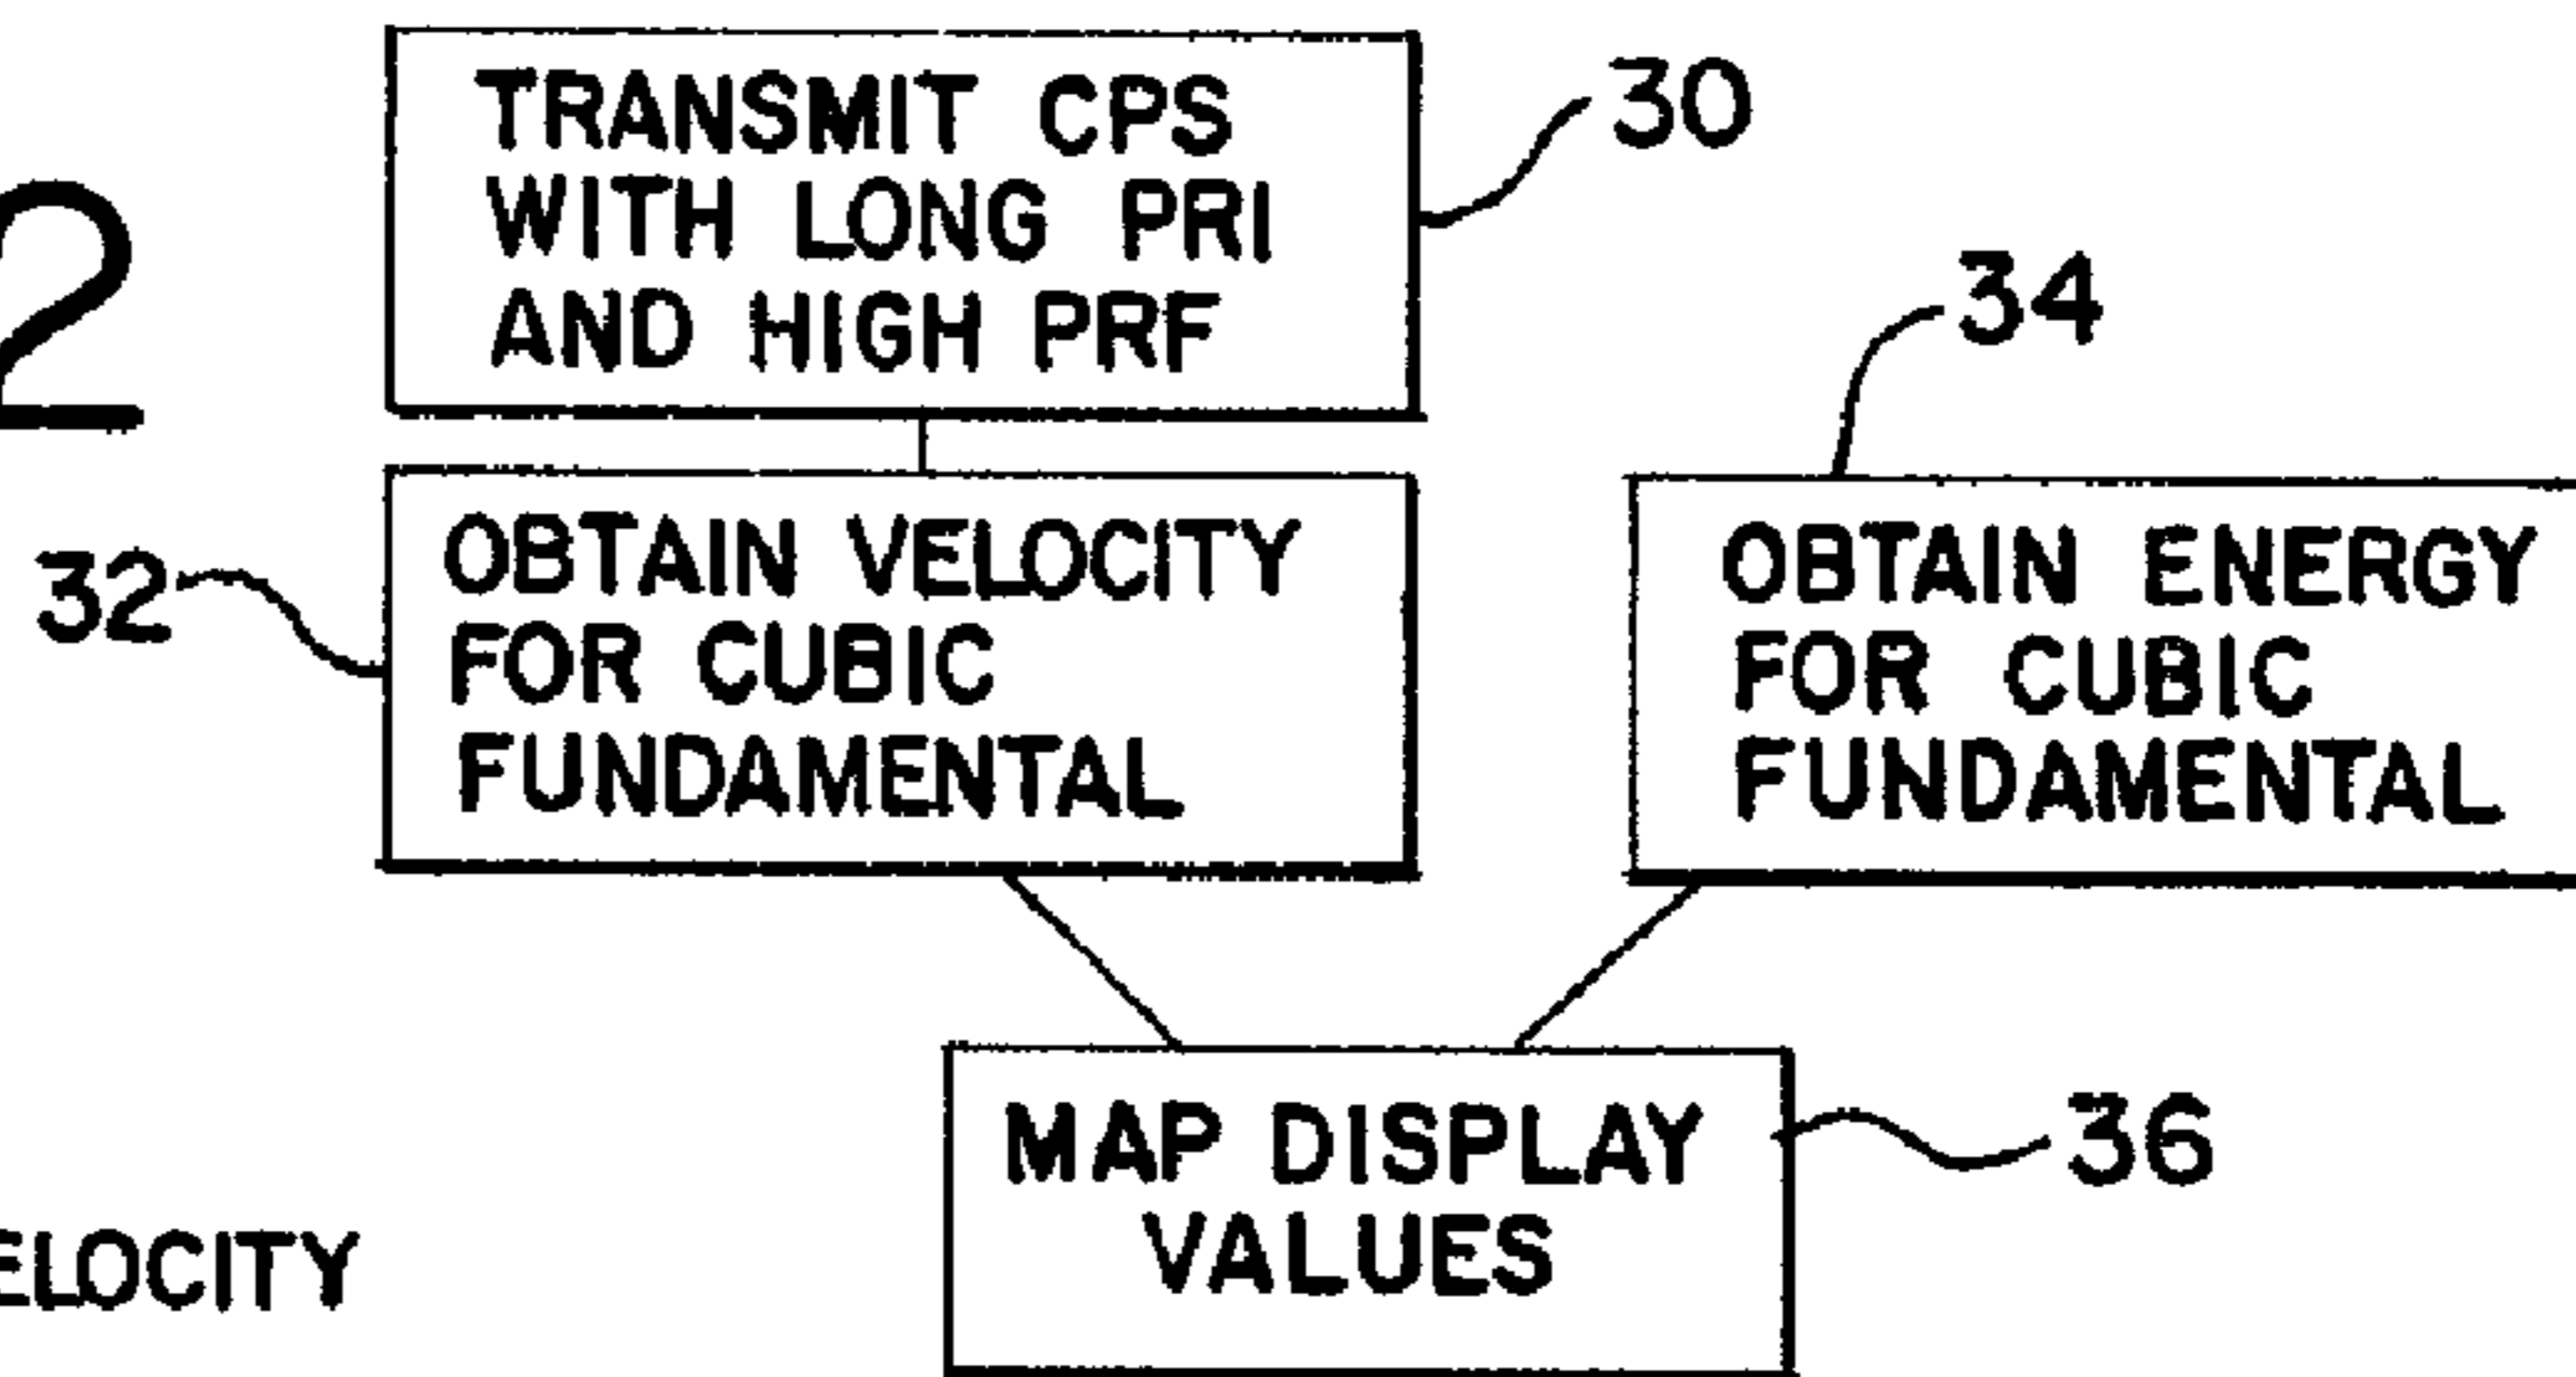 2
TRANSMIT CPS
WITH LONG PRI
AND HIGH PRF
30
32
OBTAIN VELOCITY
FOR CUBIC
FUNDAMENTAL
34
OBTAIN ENERGY
FOR CUBIC
FUNDAMENTAL
MAP DISPLAY
VALUES
36
ELOCITY